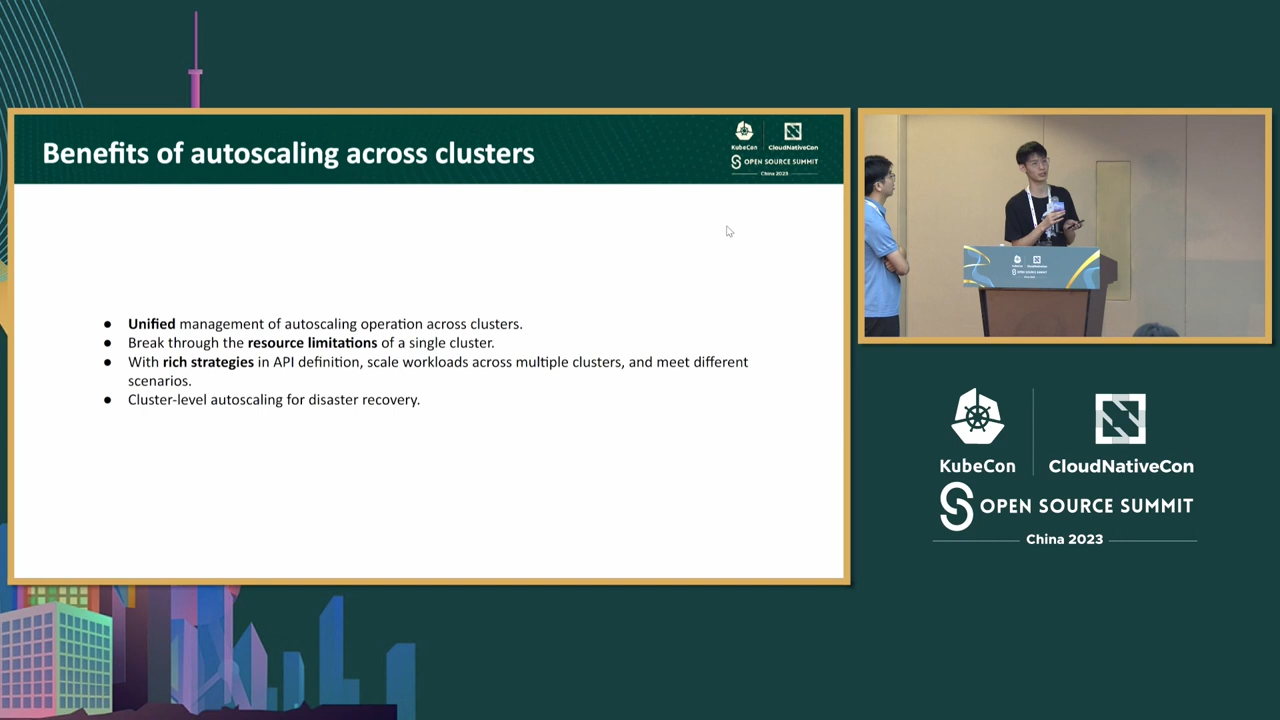 Benefits of autoscaling across clusters
KubeCon
CloudNativeCon
OPEN SOURCE SUMMIT
China 2023
● Unified management of autoscaling operation across clusters.
● Break through the resource limitations of a single cluster.
● With rich strategies in API definition, scale workloads across multiple clusters, and meet different
scenarios.
● Cluster-level autoscaling for disaster recovery.
KubeCon
CloudNativeCon
OPEN SOURCE SUMMIT
China 2023